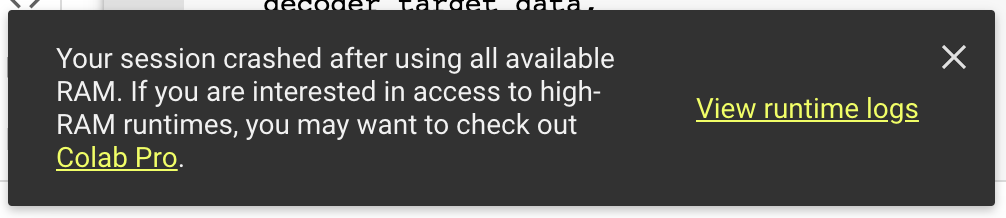 decoder_target_data,
Your session crashed after using all available
RAM. If you are interested in access to high-
RAM runtimes, you may want to check out
Colab Pro.
View runtime logs